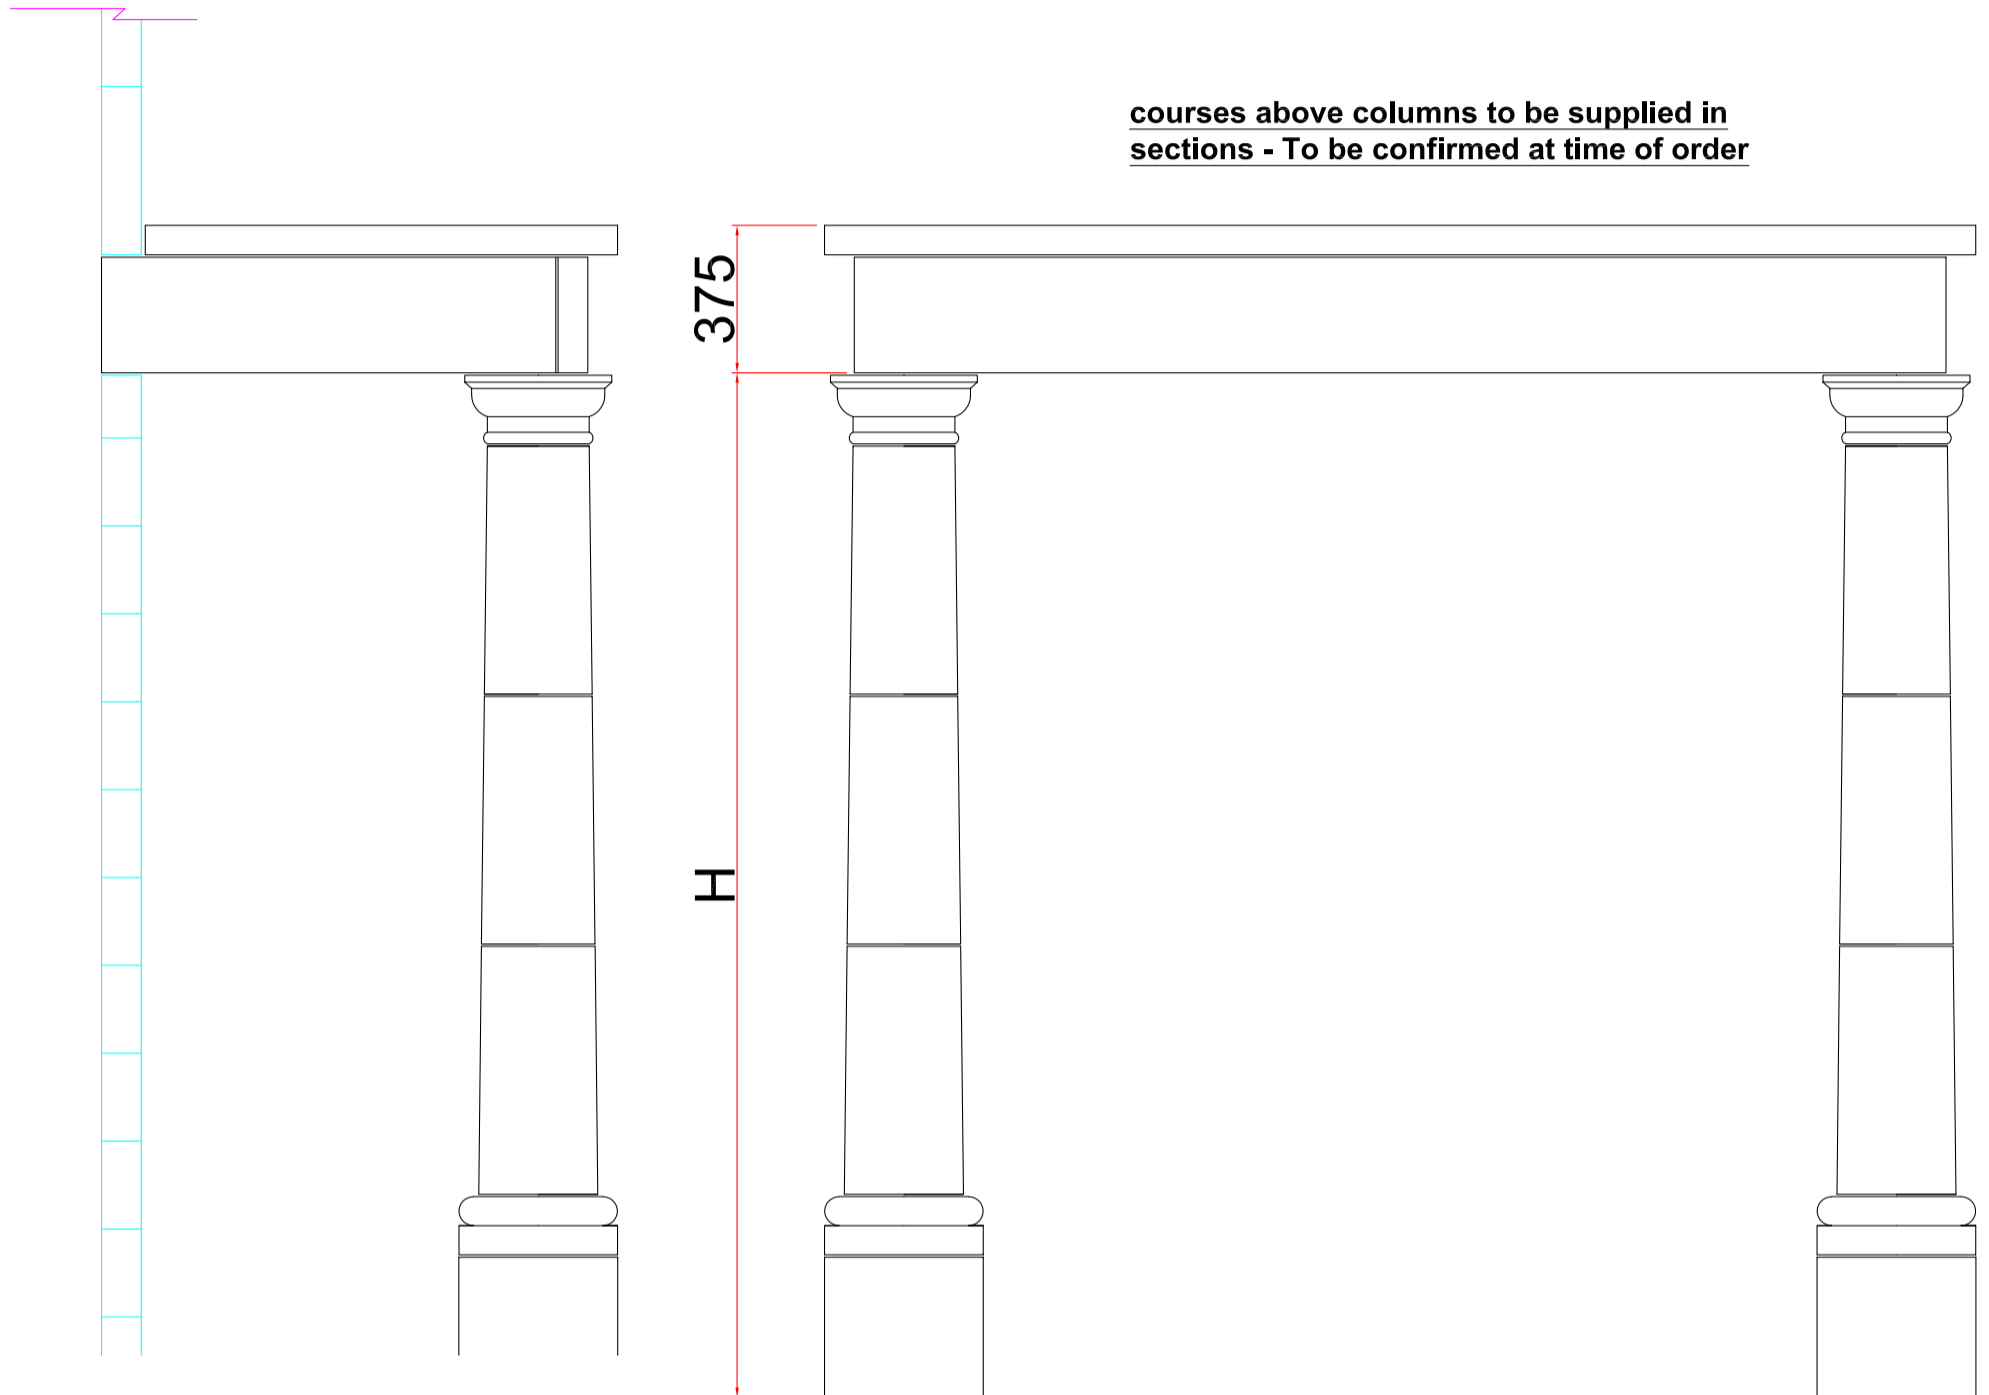 courses above columns to be supplied in
sections - To be confirmed at time of order
375
H